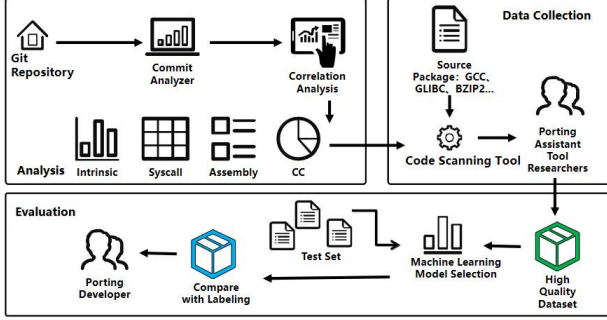 Git
Repository
Commit
Analyzer
Correlation
Analysis
Analysis
Intrinsic
Syscall
Assembly
CC
Data Collection
Source
Package：GCC、
GLIBC、BZIP2...
Code Scanning Tool
Porting
Assistant
Tool
Researchers
Evaluation
Porting
Developer
Compare
with Labeling
Test Set
Machine Learning
Model Selection
High
Quality
Dataset